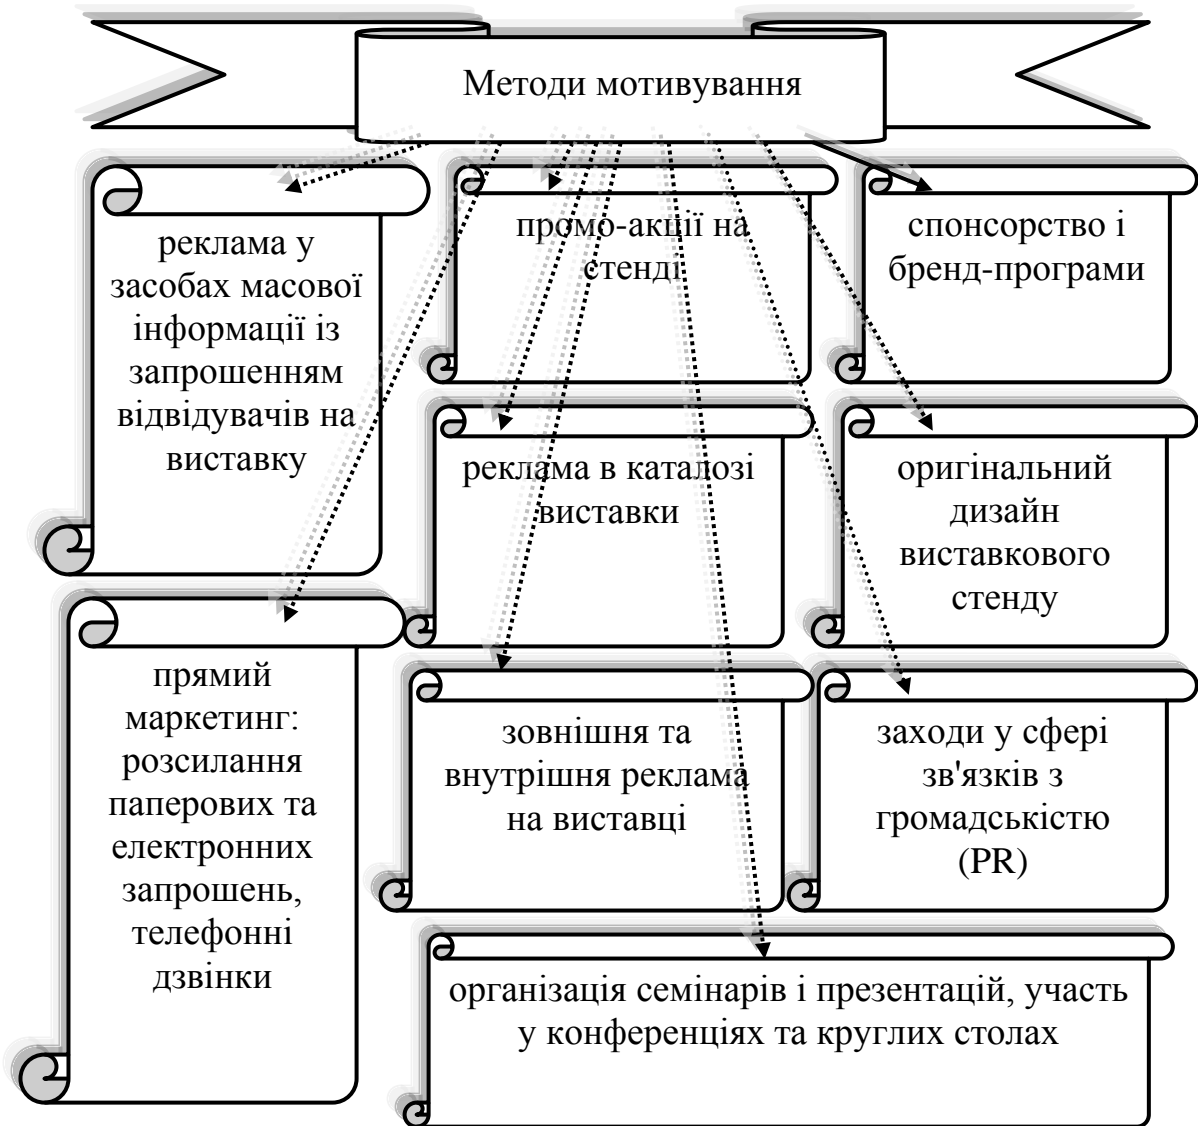 Методи мотивування
реклама у
засобах масової
інформації із
запрошенням
відвідувачів на
виставку
промо-акції на
стенді
спонсорство і
бренд-програми
реклама в каталозі
виставки
оригінальний
дизайн
виставкового
стенду
прямий
маркетинг:
розсилання
паперових та
електронних
запрошень,
телефонні
дзвінки
зовнішня та
внутрішня реклама
на виставці
заходи у сфері
зв'язків з
громадськістю
(PR)
організація семінарів і презентацій, участь
у конференціях та круглих столах